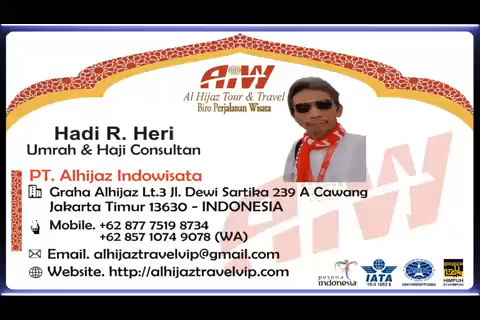 AIW
Al Hijaz Tour & Travel
Biro Perjalanan Wisata
Hadi R. Heri
Umrah & Haji Consultan
PT. Alhijaz Indowisata
Graha Alhijaz Lt.3 Jl. Dewi Sartika 239 A Cawang
Jakarta Timur 13630 - INDONESIA
Mobile. +62 877 7519 8734
+62 857 1074 9078 (WA)
Email. alhijaztravelvip@gmail.com
Website. http://alhijaztravelvip.com
pesona
indonesia
IATA
HIMPUH